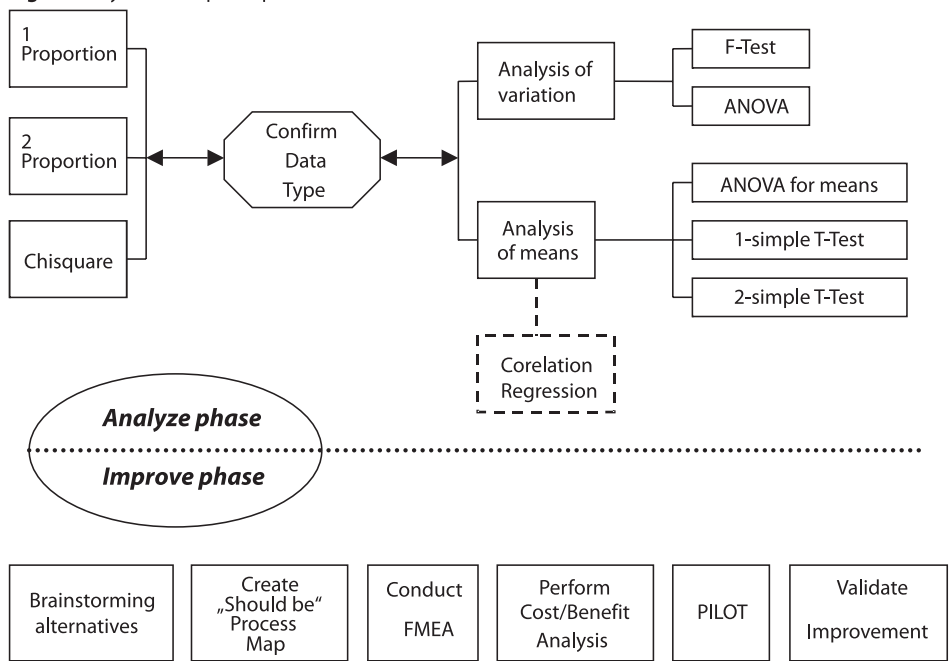 1
Proportion
2
Proportion
Chisquare
Confirm
Data
Type
Analysis of
variation
F-Test
ANOVA
Analysis
of means
ANOVA for means
1-simple T-Test
2-simple T-Test
Corelation
Regression
Analyze phase
Improve phase
Brainstorming
alternatives
Create
„Should be“
Process
Map
Conduct
FMEA
Perform
Cost/Benefit
Analysis
PILOT
Validate
Improvement